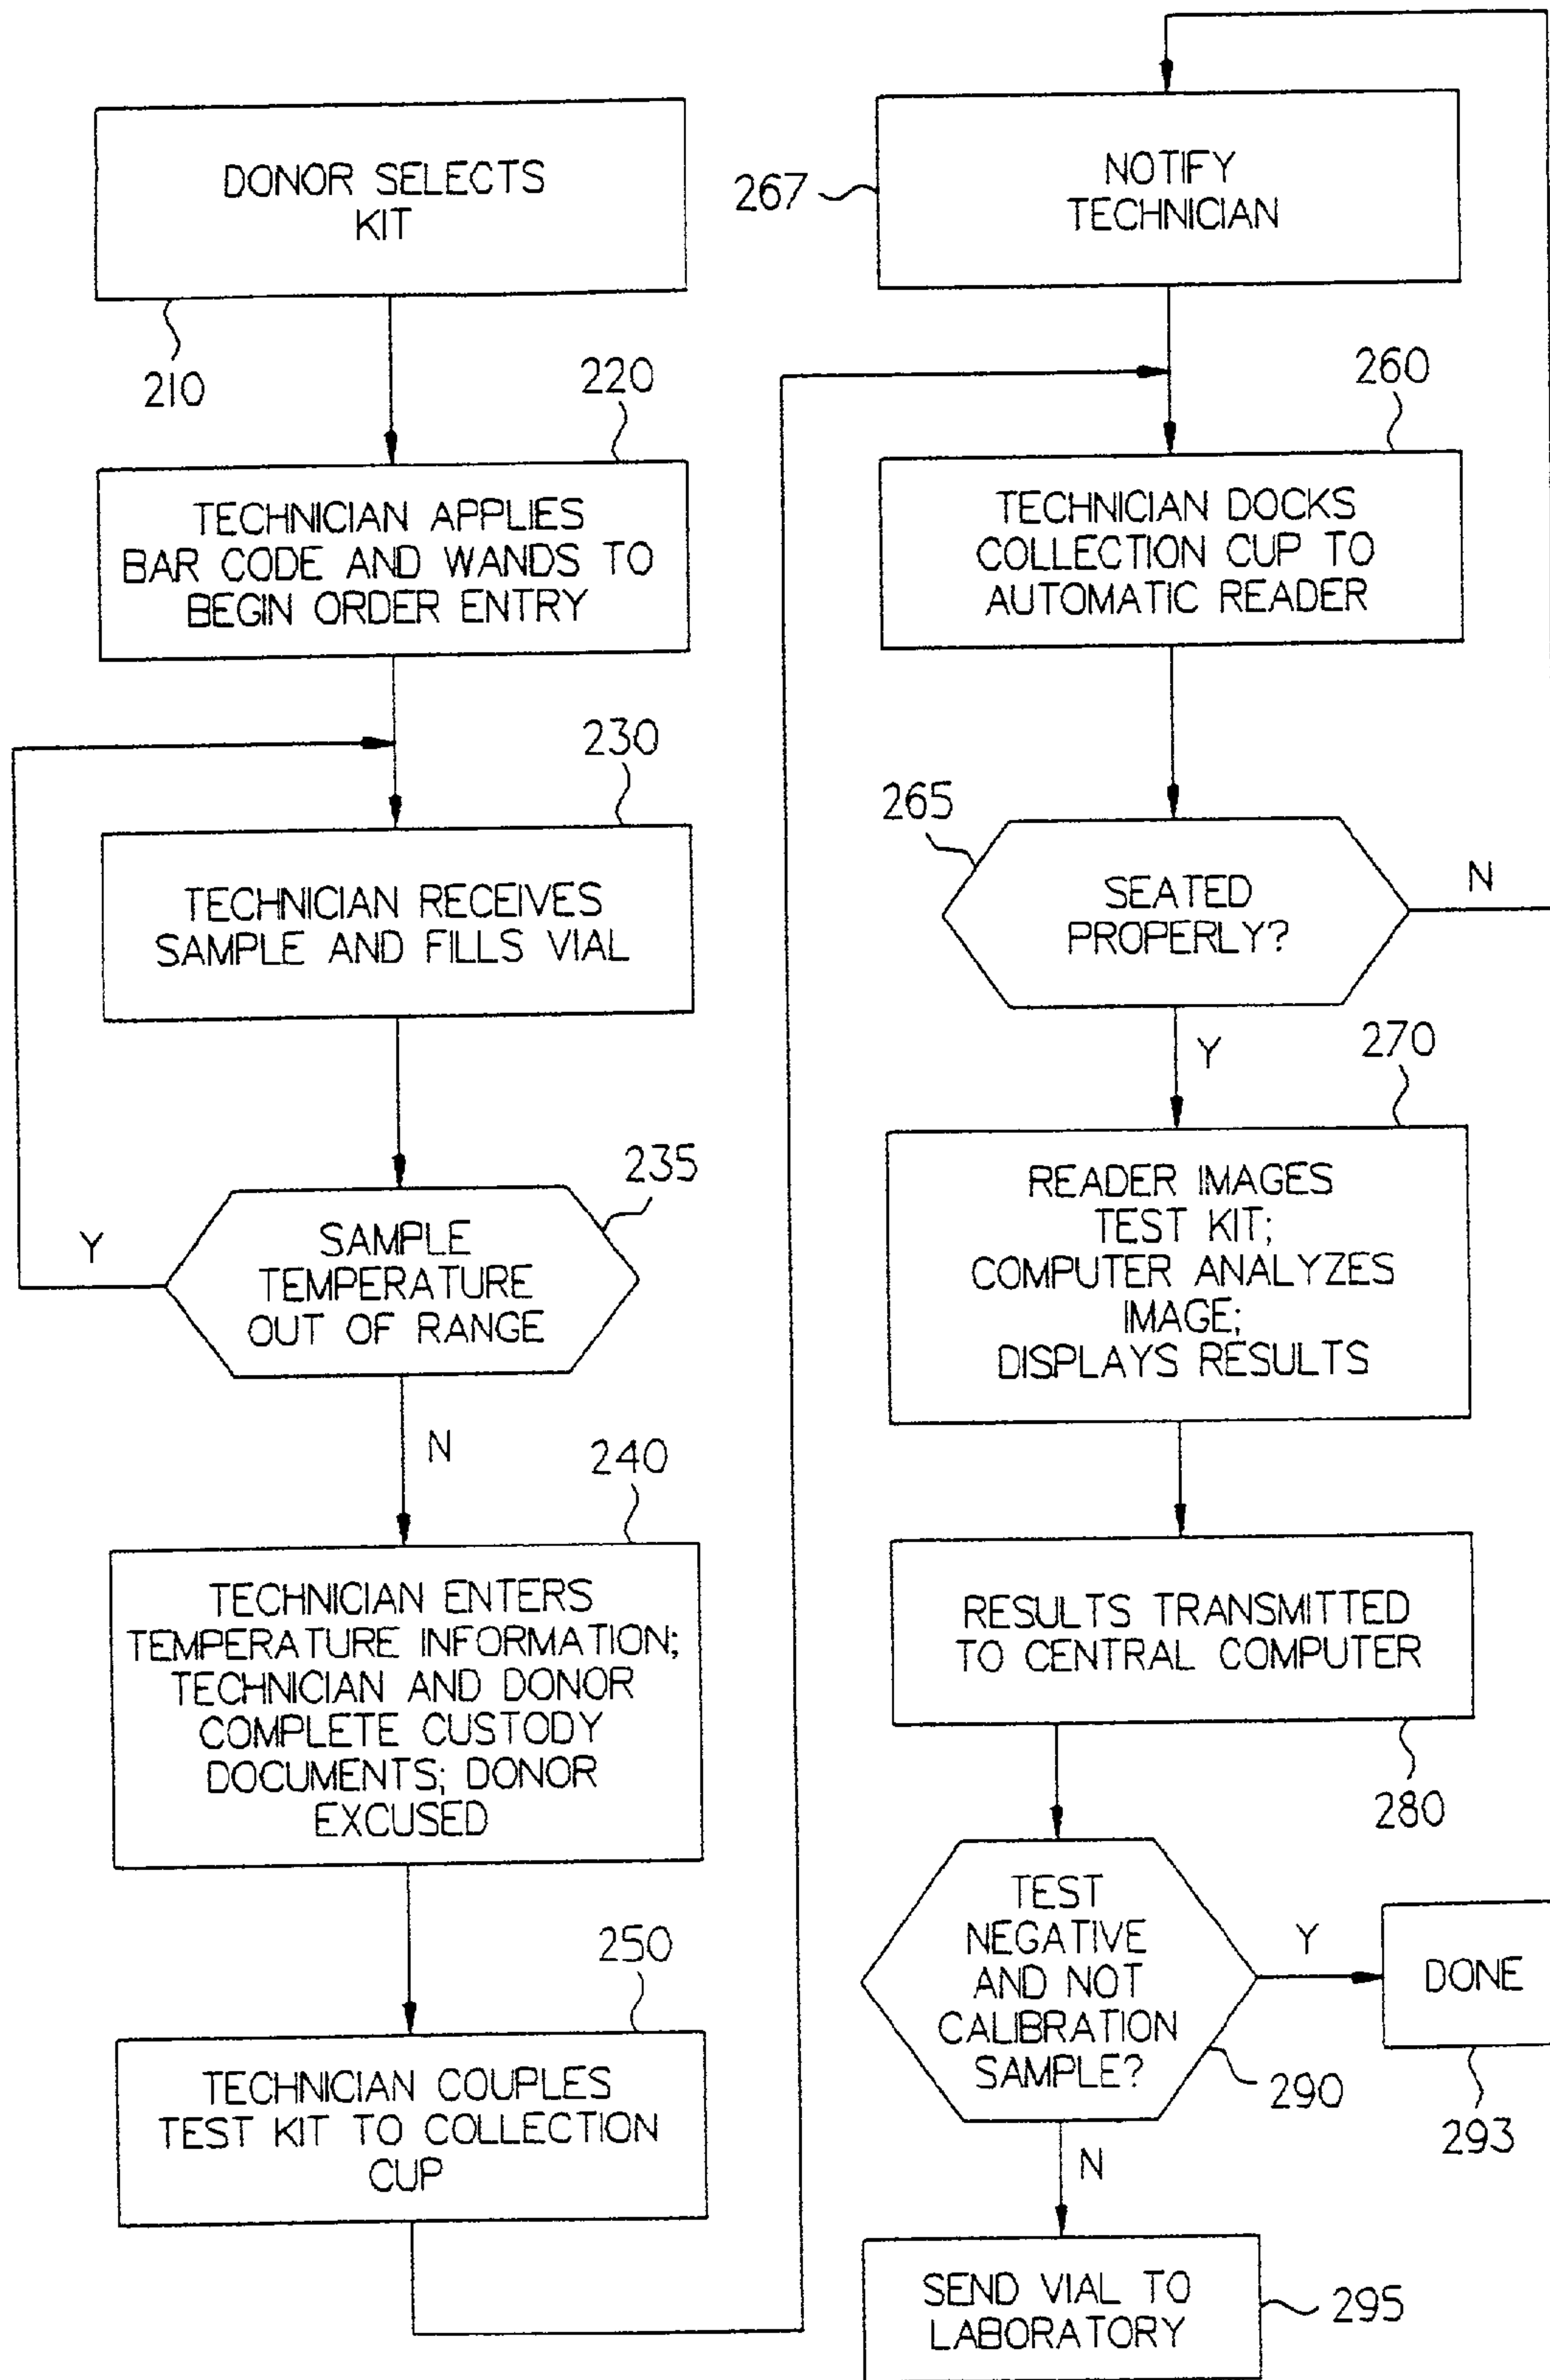 DONOR SELECTS
KIT
210
220
TECHNICIAN APPLIES
BAR CODE AND WANDS TO
BEGIN ORDER ENTRY
230
TECHNICIAN RECEIVES
SAMPLE AND FILLS VIAL
235
SAMPLE
TEMPERATURE
OUT OF RANGE
Y
N
240
TECHNICIAN ENTERS
TEMPERATURE INFORMATION;
TECHNICIAN AND DONOR
COMPLETE CUSTODY
DOCUMENTS; DONOR
EXCUSED
250
TECHNICIAN COUPLES
TEST KIT TO COLLECTION
CUP
267
NOTIFY
TECHNICIAN
260
TECHNICIAN DOCKS
COLLECTION CUP TO
AUTOMATIC READER
265
SEATED
PROPERLY?
N
Y
270
READER IMAGES
TEST KIT;
COMPUTER ANALYZES
IMAGE;
DISPLAYS RESULTS
RESULTS TRANSMITTED
TO CENTRAL COMPUTER
280
TEST
NEGATIVE
AND NOT
CALIBRATION
SAMPLE?
290
Y
DONE
293
N
SEND VIAL TO
LABORATORY
295